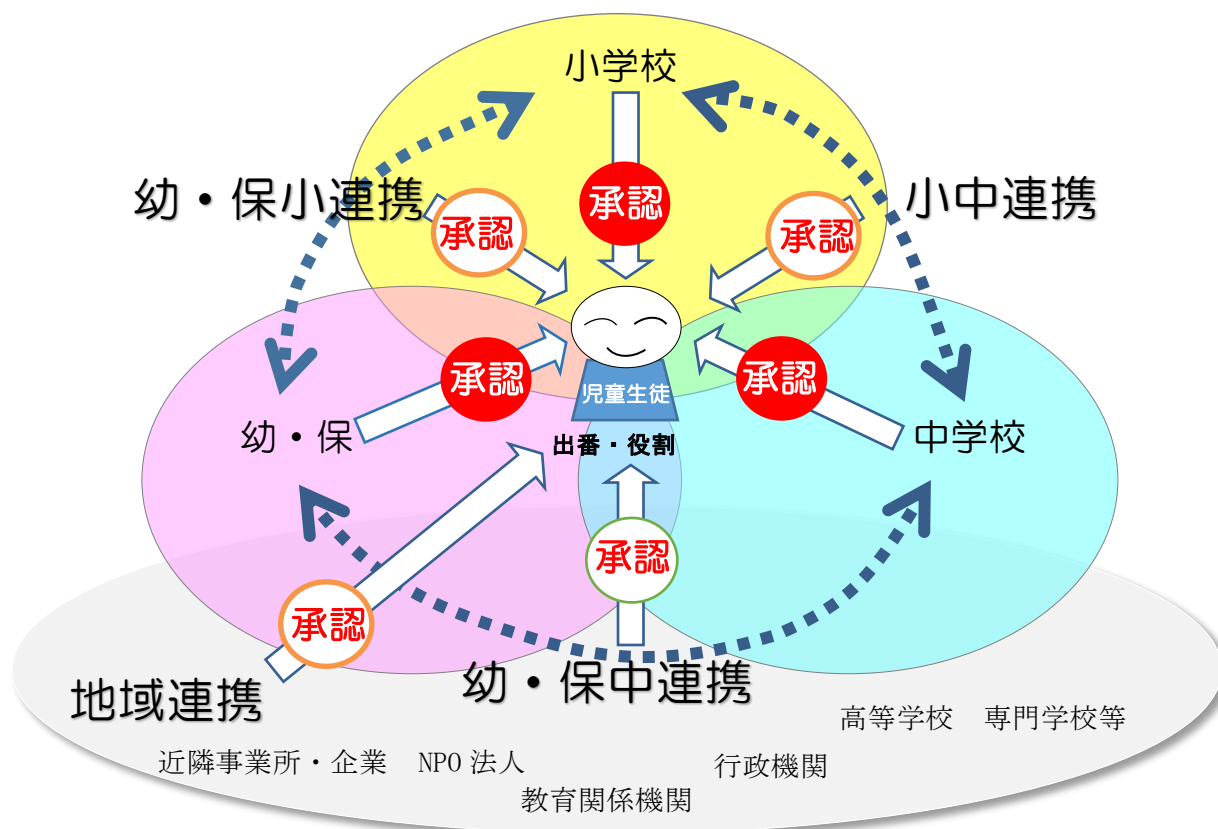 小学校
承認
幼・保小連携
小中連携
承認
承認
承認
承認
児童生徒
幼・保
出番・役割
中学校
承認
承認
地域連携
幼・保中連携
高等学校 専門学校等
近隣事業所・企業 NPO 法人
行政機関
教育関係機関